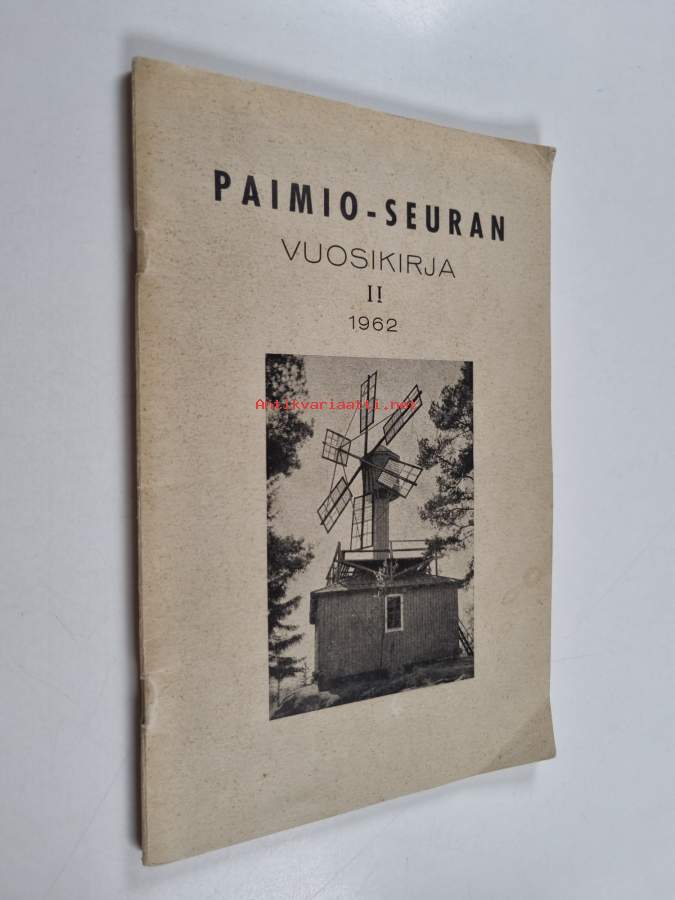 PAIMIO-SEURAN
VUOSIKIRJA
II
1962
Antikvariaatti.net